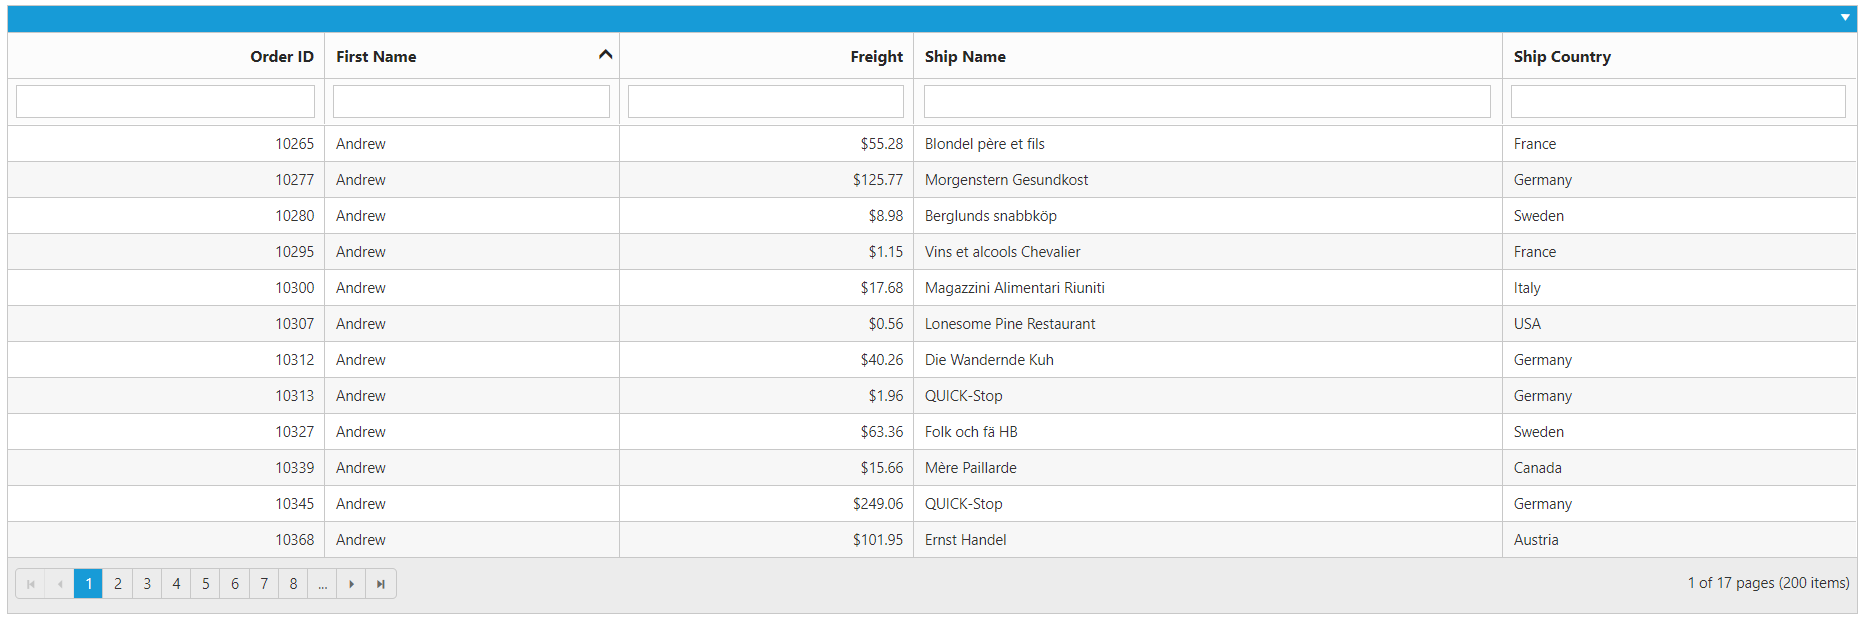 Order ID First Name Freight Ship Name Ship Country
10265 Andrew $55.28 Blondel père et fils France
10277 Andrew $125.77 Morgenstern Gesundkost Germany
10280 Andrew $8.98 Berglunds snabbköp Sweden
10295 Andrew $1.15 Vins et alcools Chevalier France
10300 Andrew $17.68 Magazzini Alimentari Riuniti Italy
10307 Andrew $0.56 Lonesome Pine Restaurant USA
10312 Andrew $40.26 Die Wandernde Kuh Germany
10313 Andrew $1.96 QUICK-Stop Germany
10327 Andrew $63.36 Folk och fä HB Sweden
10339 Andrew $15.66 Mère Paillarde Canada
10345 Andrew $249.06 QUICK-Stop Germany
10368 Andrew $101.95 Ernst Handel Austria
1 2 3 4 5 6 7 8 ... 1 of 17 pages (200 items)